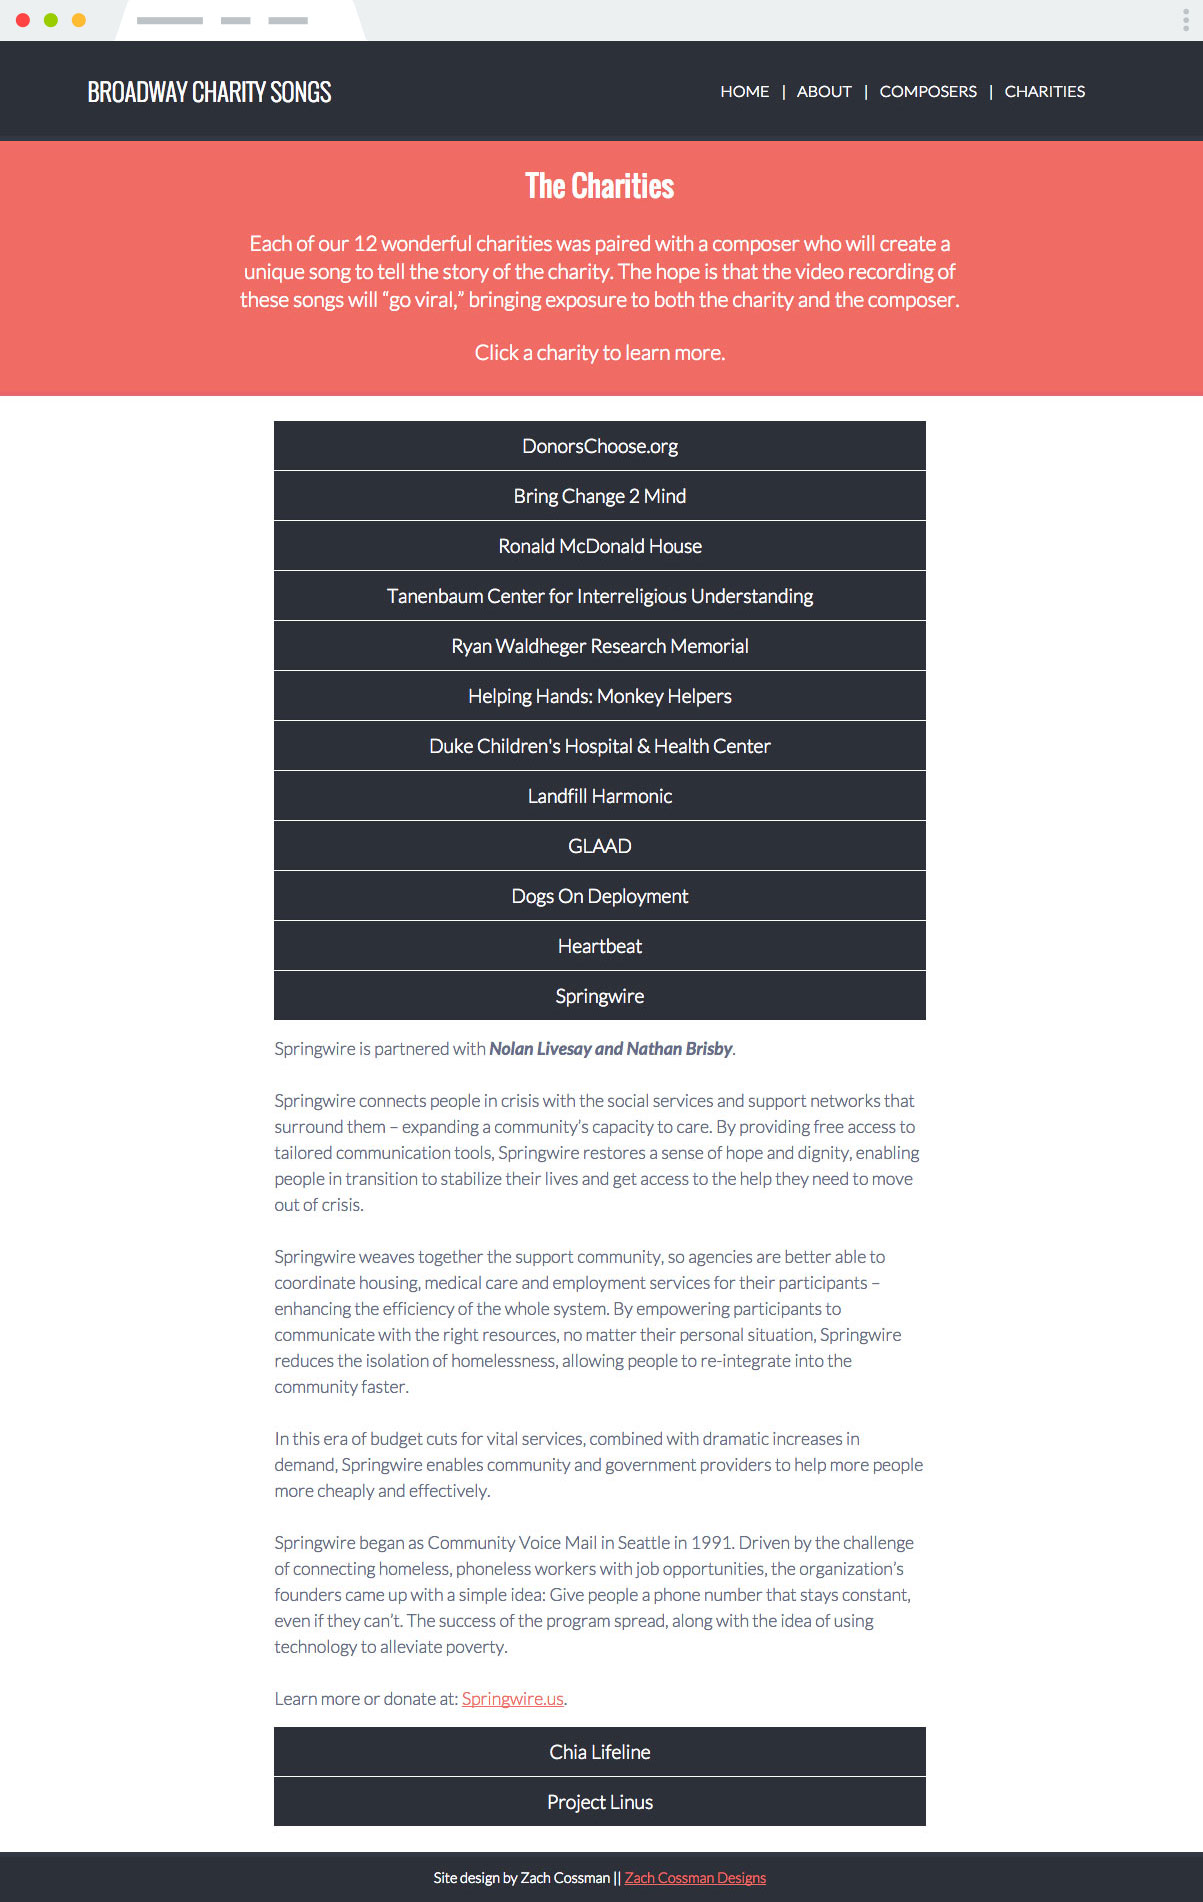 BROADWAY CHARITY SONGS
HOME | ABOUT | COMPOSERS | CHARITIES
The Charities
Each of our 12 wonderful charities was paired with a composer who will create a
unique song to tell the story of the charity. The hope is that the video recording of
these songs will “go viral,” bringing exposure to both the charity and the composer.
Click a charity to learn more.
DonorsChoose.org
Bring Change 2 Mind
Ronald McDonald House
Tanenbaum Center for Interreligious Understanding
Ryan Waldheger Research Memorial
Helping Hands: Monkey Helpers
Duke Children's Hospital & Health Center
Landfill Harmonic
GLAAD
Dogs On Deployment
Heartbeat
Springwire
Springwire is partnered with Nolan Livesay and Nathan Brisby.
Springwire connects people in crisis with the social services and support networks that
surround them – expanding a community’s capacity to care. By providing free access to
tailored communication tools, Springwire restores a sense of hope and dignity, enabling
people in transition to stabilize their lives and get access to the help they need to move
out of crisis.
Springwire weaves together the support community, so agencies are better able to
coordinate housing, medical care and employment services for their participants –
enhancing the efficiency of the whole system. By empowering participants to
communicate with the right resources, no matter their personal situation, Springwire
reduces the isolation of homelessness, allowing people to re-integrate into the
community faster.
In this era of budget cuts for vital services, combined with dramatic increases in
demand, Springwire enables community and government providers to help more people
more cheaply and effectively.
Springwire began as Community Voice Mail in Seattle in 1991. Driven by the challenge
of connecting homeless, phoneless workers with job opportunities, the organization’s
founders came up with a simple idea: Give people a phone number that stays constant,
even if they can’t. The success of the program spread, along with the idea of using
technology to alleviate poverty.
Learn more or donate at: Springwire.us.
Chia Lifeline
Project Linus
Site design by Zach Cossman || Zach Cossman Designs